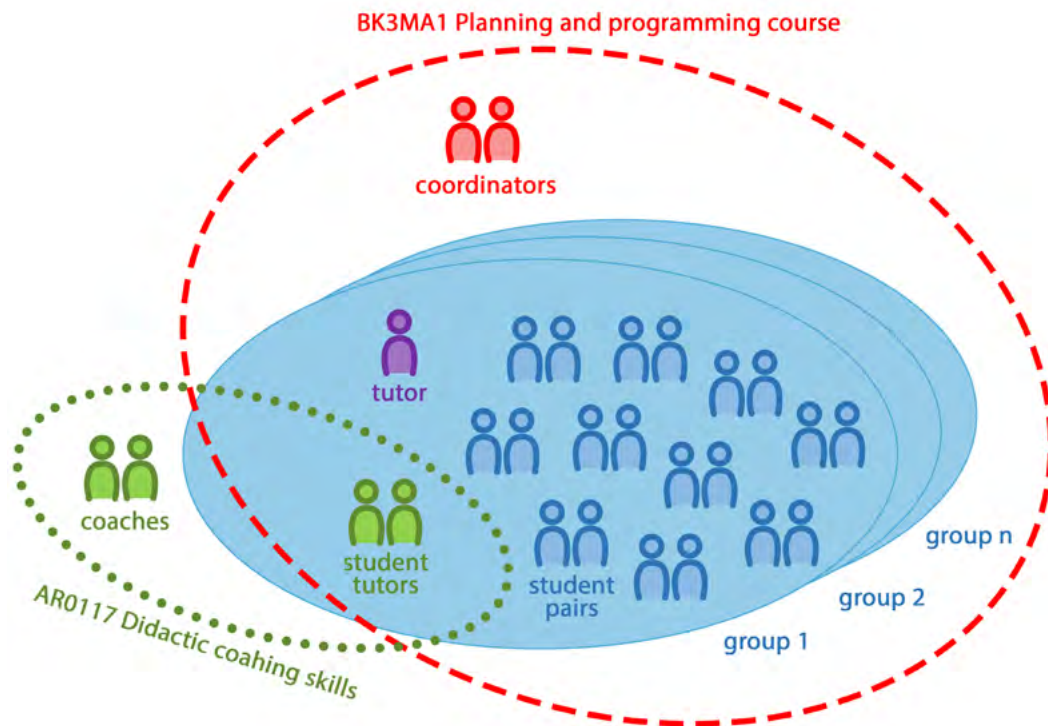 BK3MA1 Planning and programming course
coordinators
tutor
coaches
student
tutors
student
pairs
group n
group 2
group 1
AR0117 Didactic coahing skills